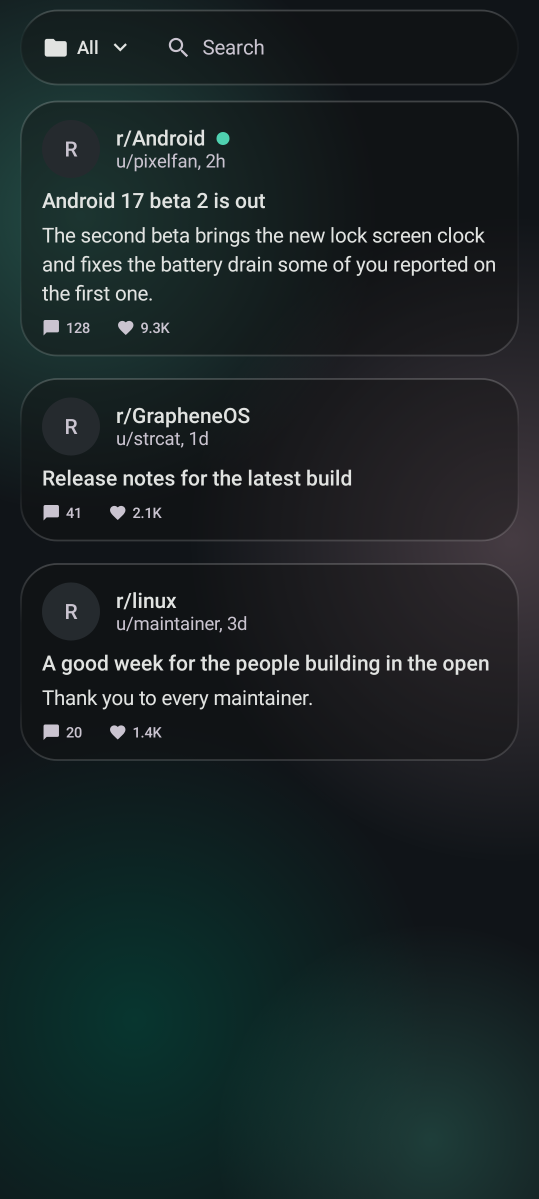 All
Search
R
r/Android
u/pixelfan, 2h
Android 17 beta 2 is out
The second beta brings the new lock screen clock
and fixes the battery drain some of you reported on
the first one.
128 9.3K
R
r/GrapheneOS
u/strcat, 1d
Release notes for the latest build
41 2.1K
R
r/linux
u/maintainer, 3d
A good week for the people building in the open
Thank you to every maintainer.
20 1.4K